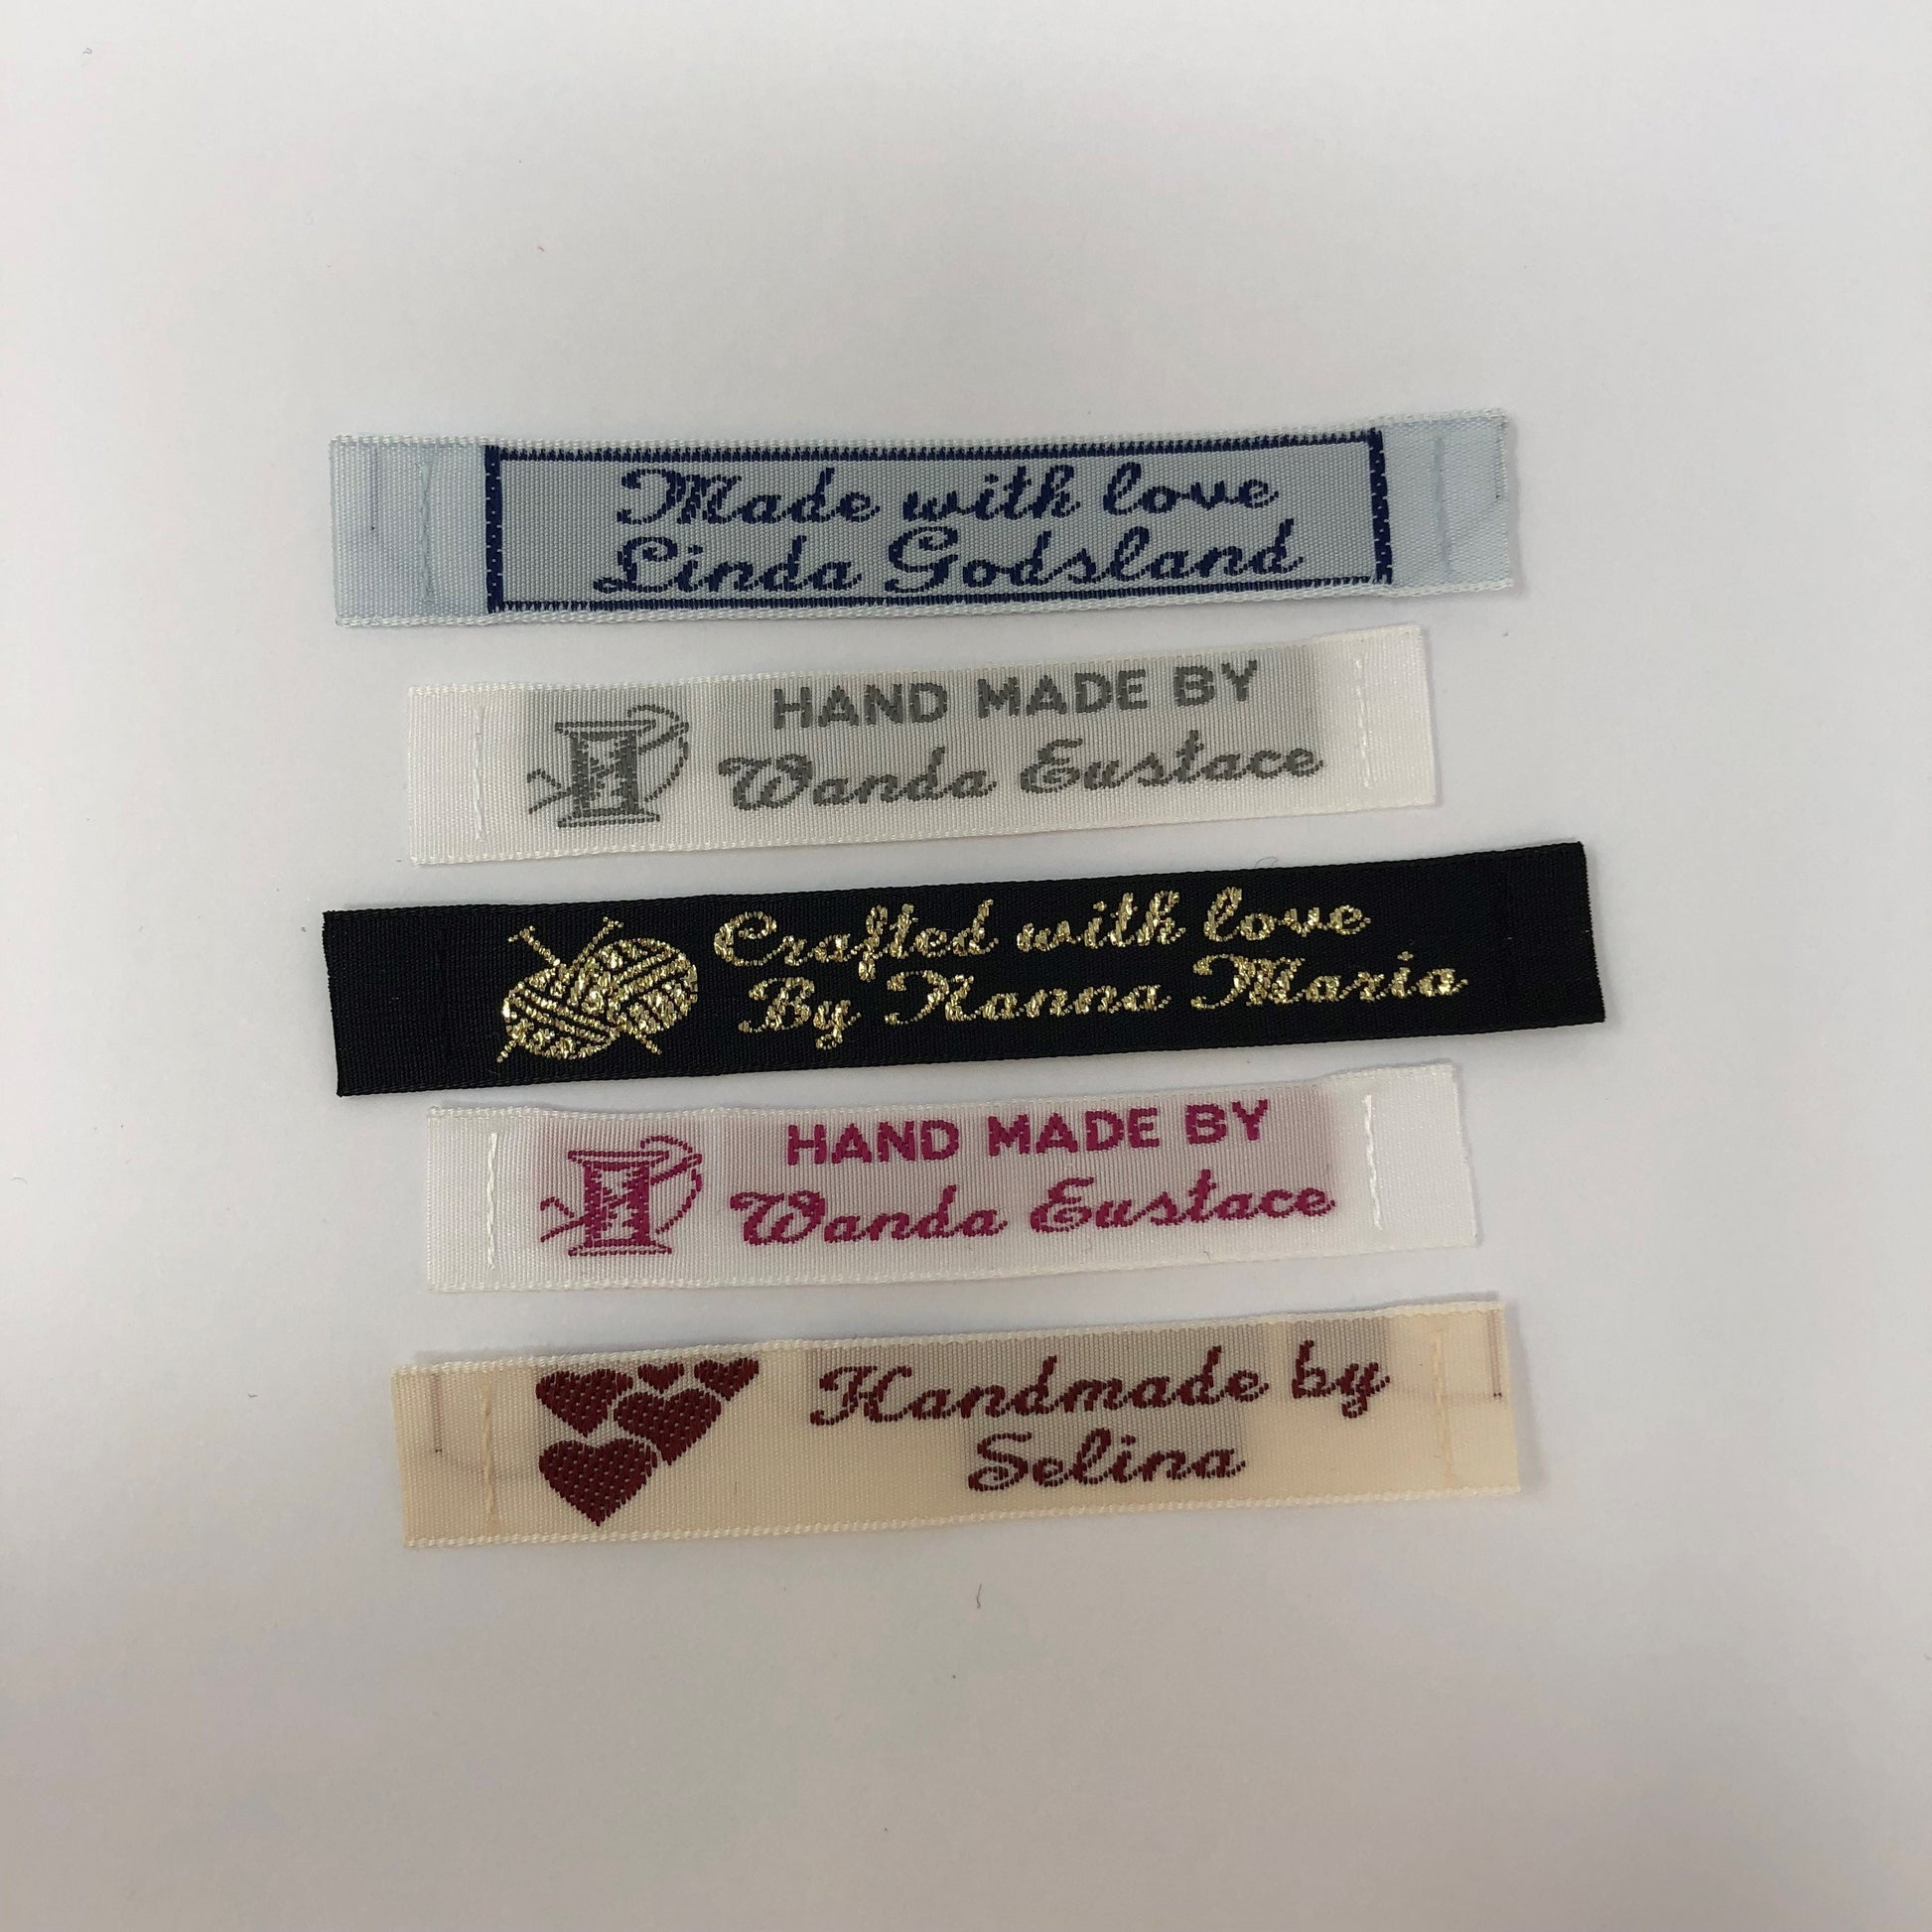 Made with love
Linda Godsland
HAND MADE BY
Wanda Eustace
Crafted with love
By Nanna Maria
HAND MADE BY
Wanda Eustace
Handmade by
Selina